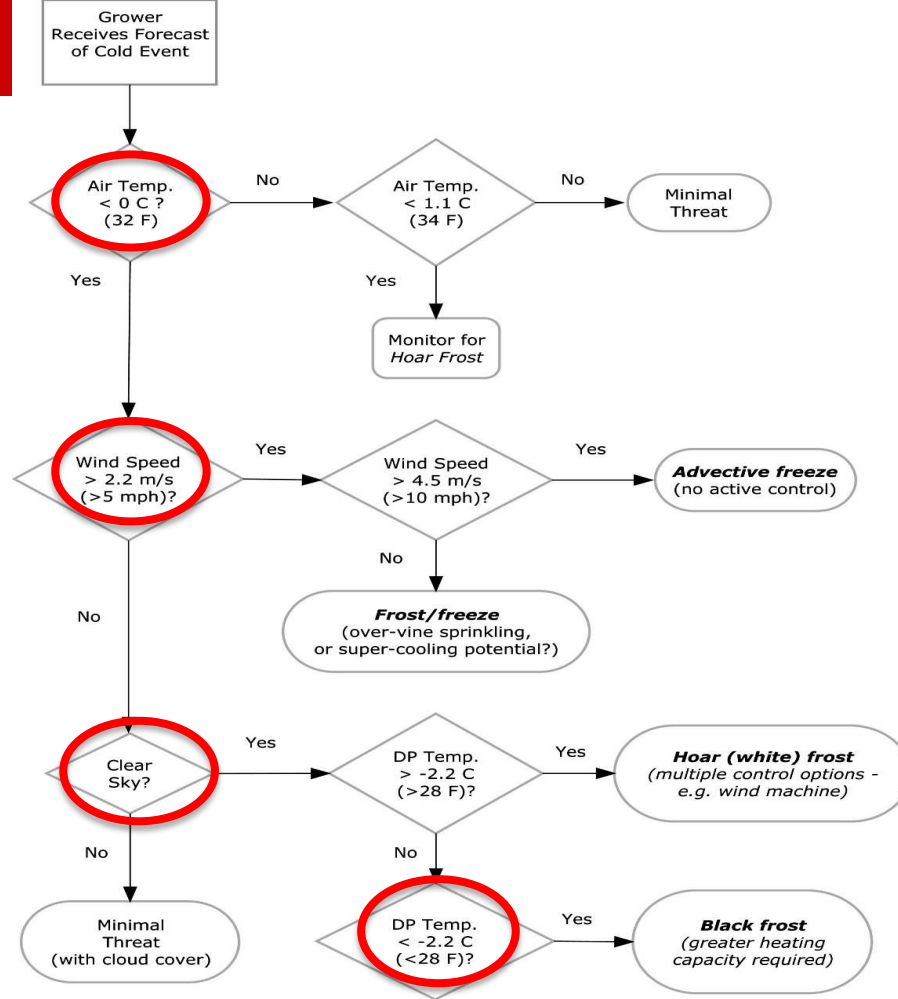 Grower
Receives Forecast
of Cold Event
Air Temp.
< 0 C ?
(32 F)
No
Air Temp.
< 1.1 C
(34 F)
No
Minimal
Threat
Yes
Yes
Monitor for
Hoar Frost
Wind Speed
> 2.2 m/s
(>5 mph)?
Yes
Wind Speed
> 4.5 m/s
(>10 mph)?
Yes
Advective freeze
(no active control)
No
No
Frost/freeze
(over-vine sprinkling,
or super-cooling potential?)
Clear
Sky?
Yes
DP Temp.
> -2.2 C
(>28 F)?
Yes
Hoar (white) frost
(multiple control options -
e.g. wind machine)
No
No
Minimal
Threat
(with cloud cover)
DP Temp.
< -2.2 C
(<28 F)?
Yes
Black frost
(greater heating
capacity required)